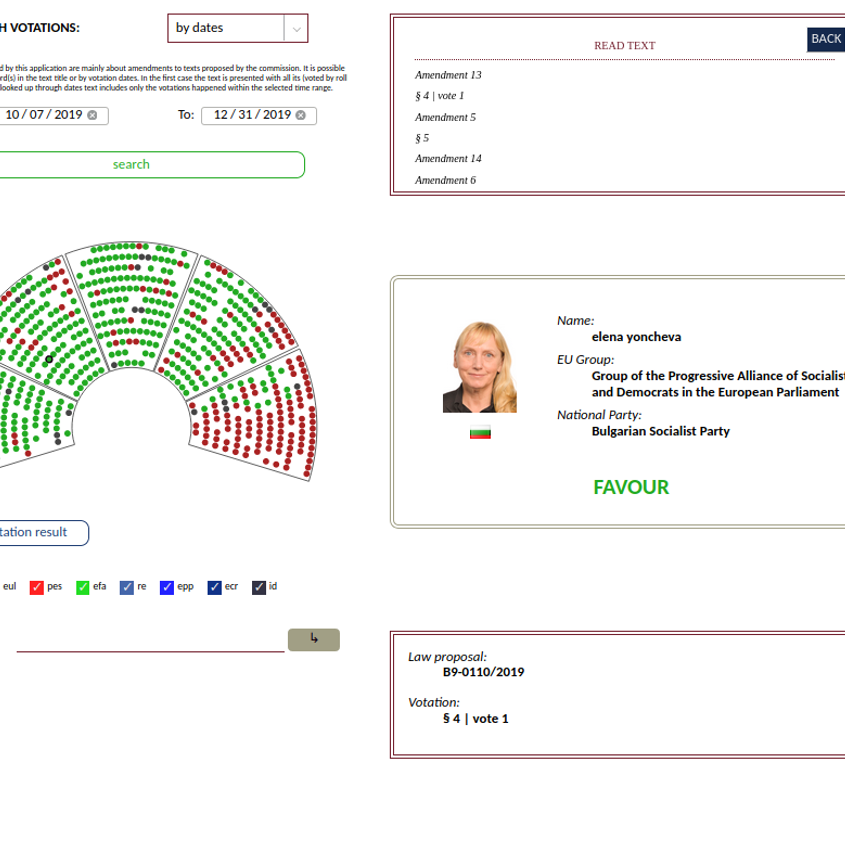 H VOTATIONS:
by dates
d by this application are mainly about amendments to texts proposed by the commission. It is possible
rd(s) in the text title or by votation dates. In the first case the text is presented with all its (voted by roll
looked up through dates text includes only the votations happened within the selected time range.
10 / 07 / 2019
To:
12 / 31 / 2019
search
tation result
eul
pes
efa
re
epp
ecr
id
READ TEXT
BACK
Amendment 13
§ 4 | vote 1
Amendment 5
§ 5
Amendment 14
Amendment 6
Name:
elena yoncheva
EU Group:
Group of the Progressive Alliance of Socialist
and Democrats in the European Parliament
National Party:
Bulgarian Socialist Party
FAVOUR
Law proposal:
B9-0110/2019
Votation:
§ 4 | vote 1